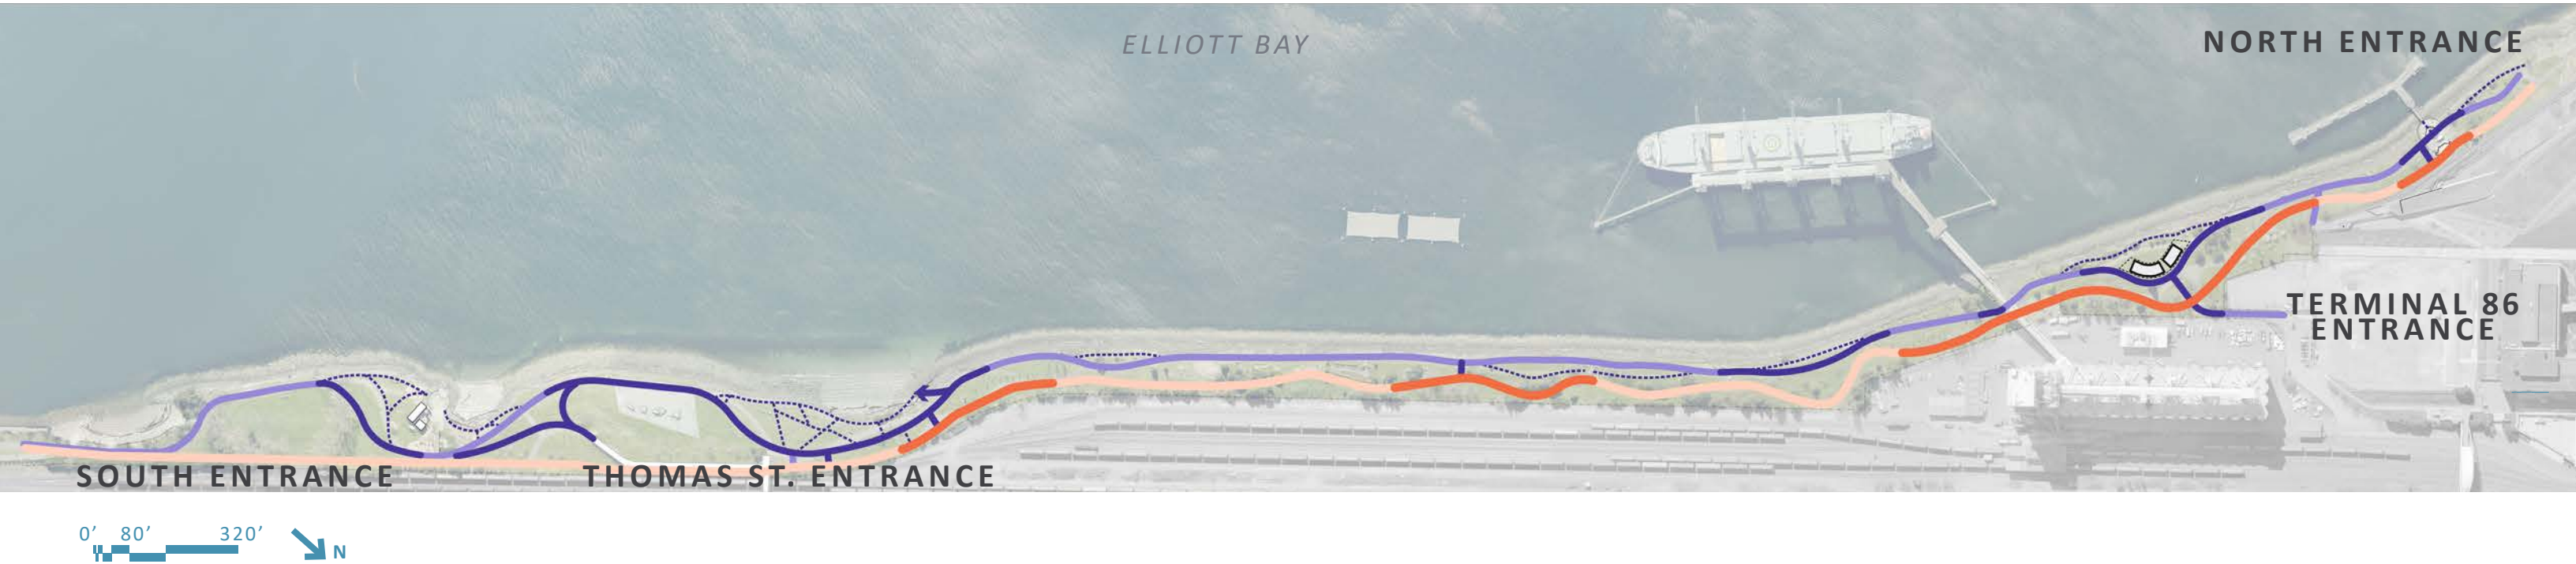 ELLIOTT BAY
NORTH ENTRANCE
TERMINAL 86
ENTRANCE
SOUTH ENTRANCE
THOMAS ST. ENTRANCE
0’ 80’ 320’
N